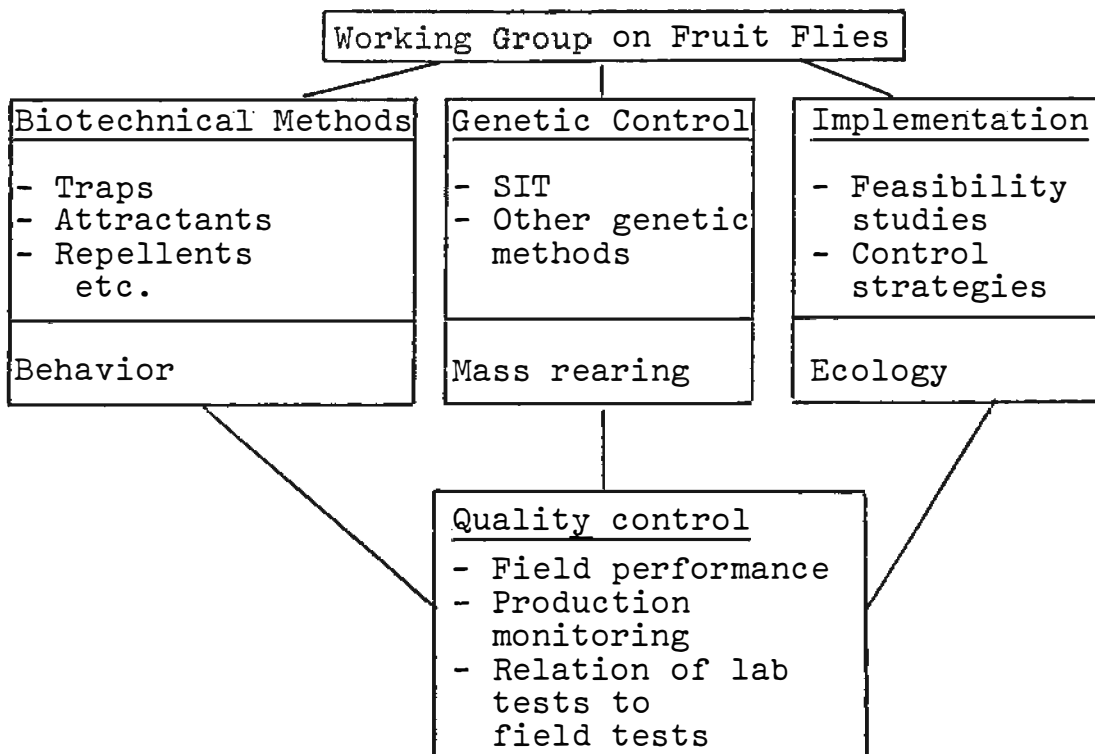 Working Group on Fruit Flies
Biotechnical Methods
- Traps
- Attractants
- Repellents
etc.
Behavior
Genetic Control
- SIT
- Other genetic
methods
Mass rearing
Implementation
- Feasibility
studies
- Control
strategies
Ecology
Quality control
- Field performance
- Production
monitoring
- Relation of lab
tests to
field tests